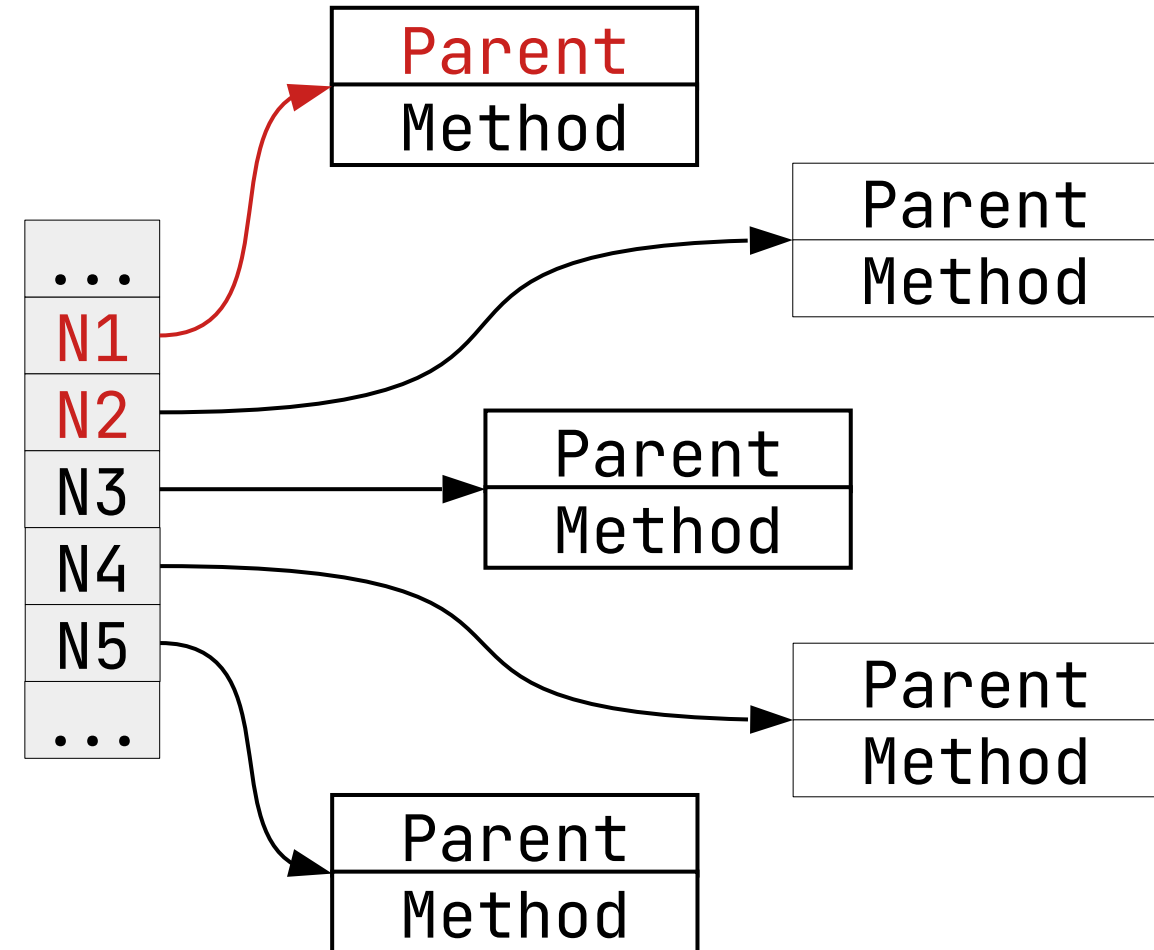 ...
N1
N2
N3
N4
N5
...
Parent
Method
Parent
Method
Parent
Method
Parent
Method
Parent
Method